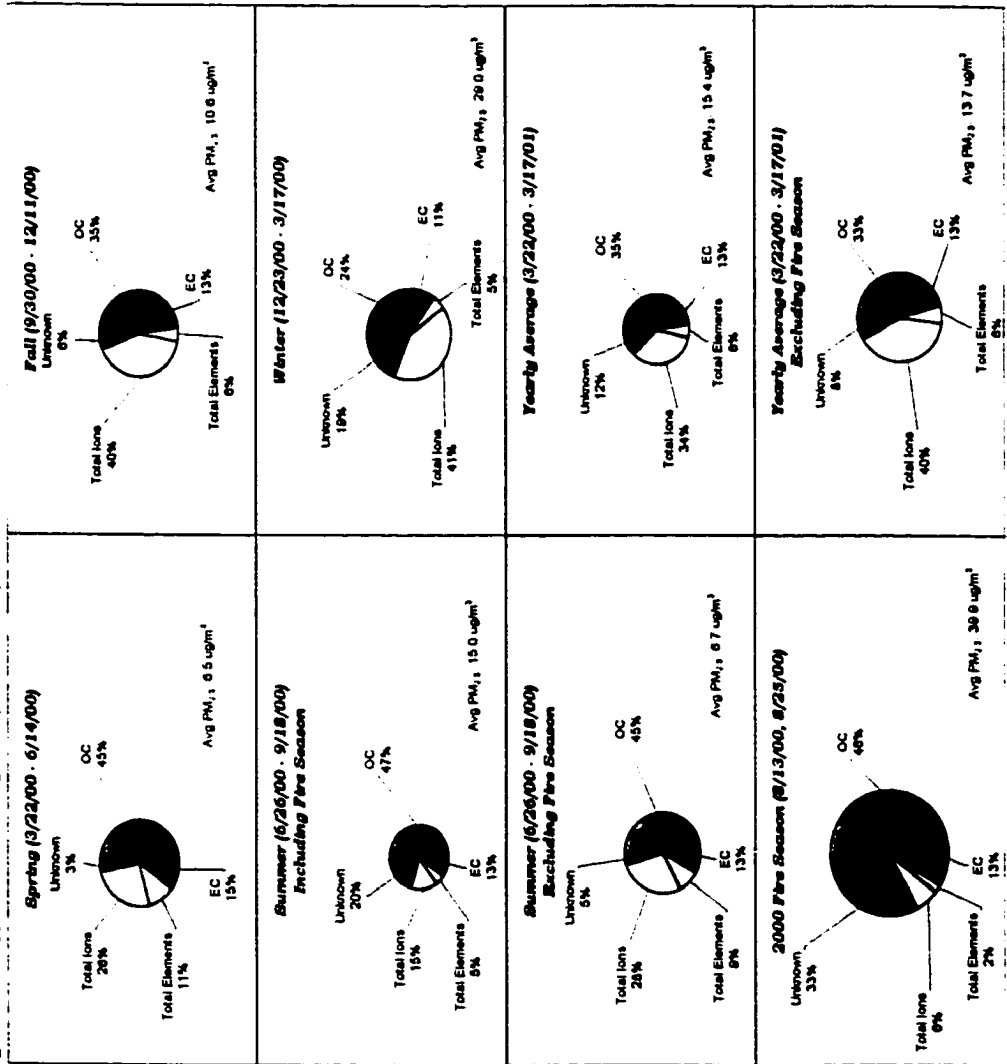 Spring (3/22/00 - 6/14/00)
Unknown
3%
OC
45%
Total Ions
26%
Total Elements
11%
EC
15%
Avg PM2.5 6.5 ug/m³
Fall (9/30/00 - 12/11/00)
Unknown
6%
OC
35%
Total Ions
40%
EC
13%
Total Elements
6%
Avg PM2.5 10.6 ug/m³
Summer (6/26/00 - 9/18/00)
Including Fire Season
Unknown
20%
OC
47%
Total Ions
15%
Total Elements
5%
EC
13%
Avg PM2.5 15.0 ug/m³
Winter (12/23/00 - 3/17/00)
Unknown
19%
OC
24%
EC
11%
Total Ions
41%
Total Elements
5%
Avg PM2.5 29.0 ug/m³
Summer (6/26/00 - 9/18/00)
Excluding Fire Season
Unknown
5%
OC
45%
Total Ions
28%
Total Elements
9%
EC
13%
Avg PM2.5 6.7 ug/m³
Yearly Average (3/22/00 - 3/17/01)
Unknown
12%
OC
35%
Total Ions
34%
Total Elements
6%
EC
13%
Avg PM2.5 15.4 ug/m³
2000 Fire Season (8/13/00, 8/25/00)
Unknown
33%
OC
46%
Total Ions
6%
Total Elements
2%
EC
13%
Avg PM2.5 39.9 ug/m³
Yearly Average (3/22/00 - 3/17/01)
Excluding Fire Season
Unknown
8%
OC
33%
Total Ions
40%
Total Elements
6%
EC
13%
Avg PM2.5 13.7 ug/m³